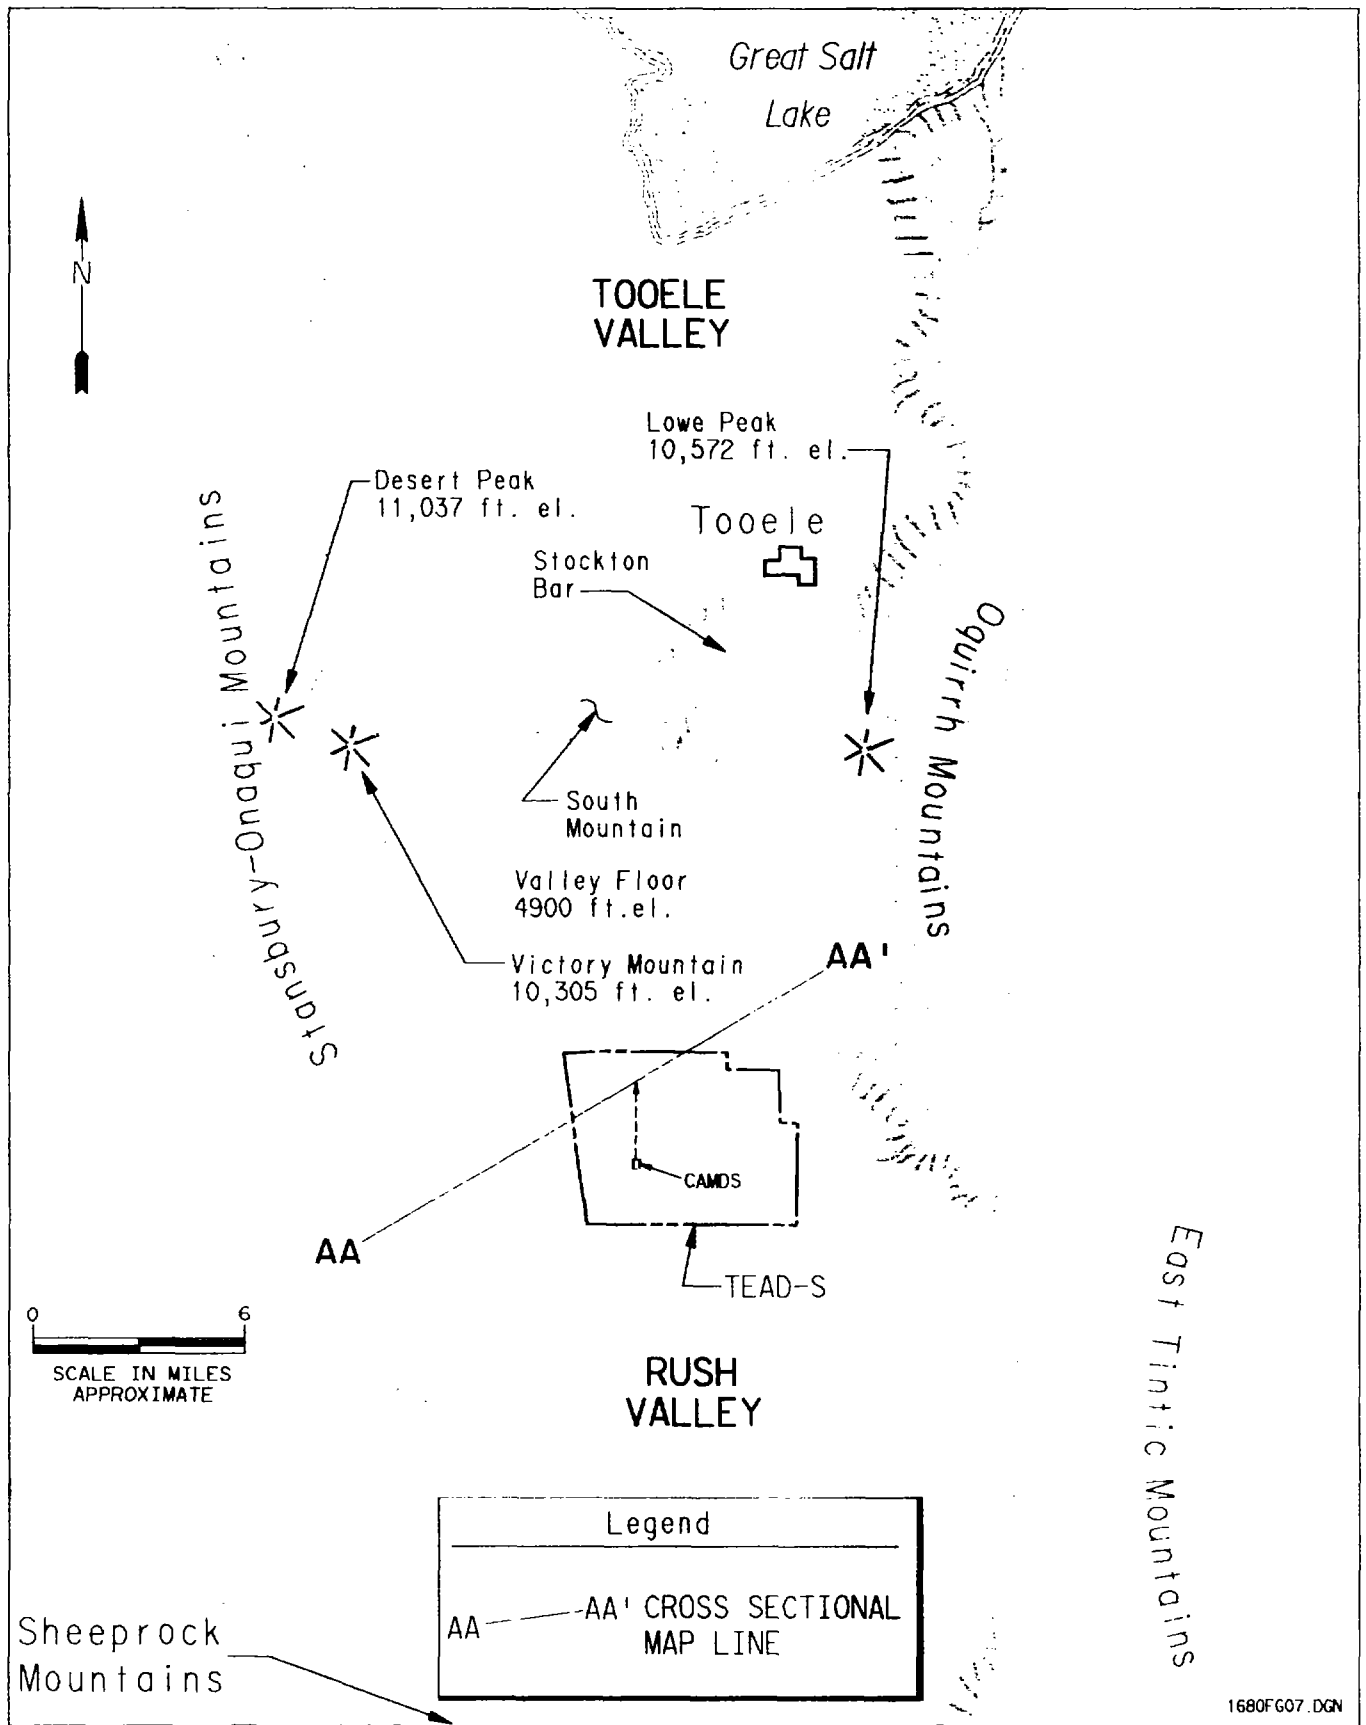 Great Salt
Lake
N
TOOELE
VALLEY
Lowe Peak
10,572 ft. el.
Desert Peak
11,037 ft. el.
Tooele
Stockton
Bar
Stansbury-Onaqui Mountains
Oquirrh Mountains
South
Mountain
Valley Floor
4900 ft.el.
AA'
Victory Mountain
10,305 ft. el.
CAMDS
AA
TEAD-S
East Tintic Mountains
0 6
SCALE IN MILES
APPROXIMATE
RUSH
VALLEY
Legend
AA AA' CROSS SECTIONAL
MAP LINE
Sheeprock
Mountains
1680FG07.DGN